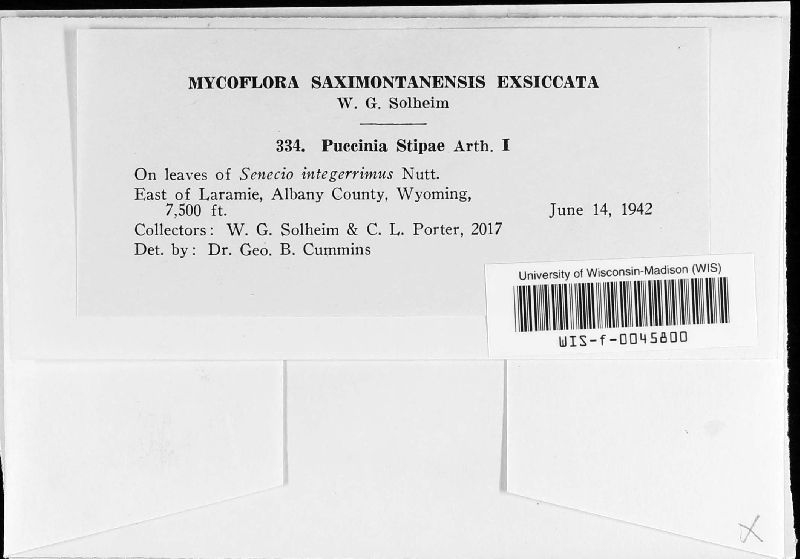 MYCOFLORA SAXIMONTANENSIS EXSICCATA
W. G. Solheim
334. Puccinia Stipae Arth. I
On leaves of Senecio integerrimus Nutt.
East of Laramie, Albany County, Wyoming,
7,500 ft. June 14, 1942
Collectors: W. G. Solheim & C. L. Porter, 2017
Det. by: Dr. Geo. B. Cummins
University of Wisconsin-Madison (WIS)
WIS-f-0045800
X